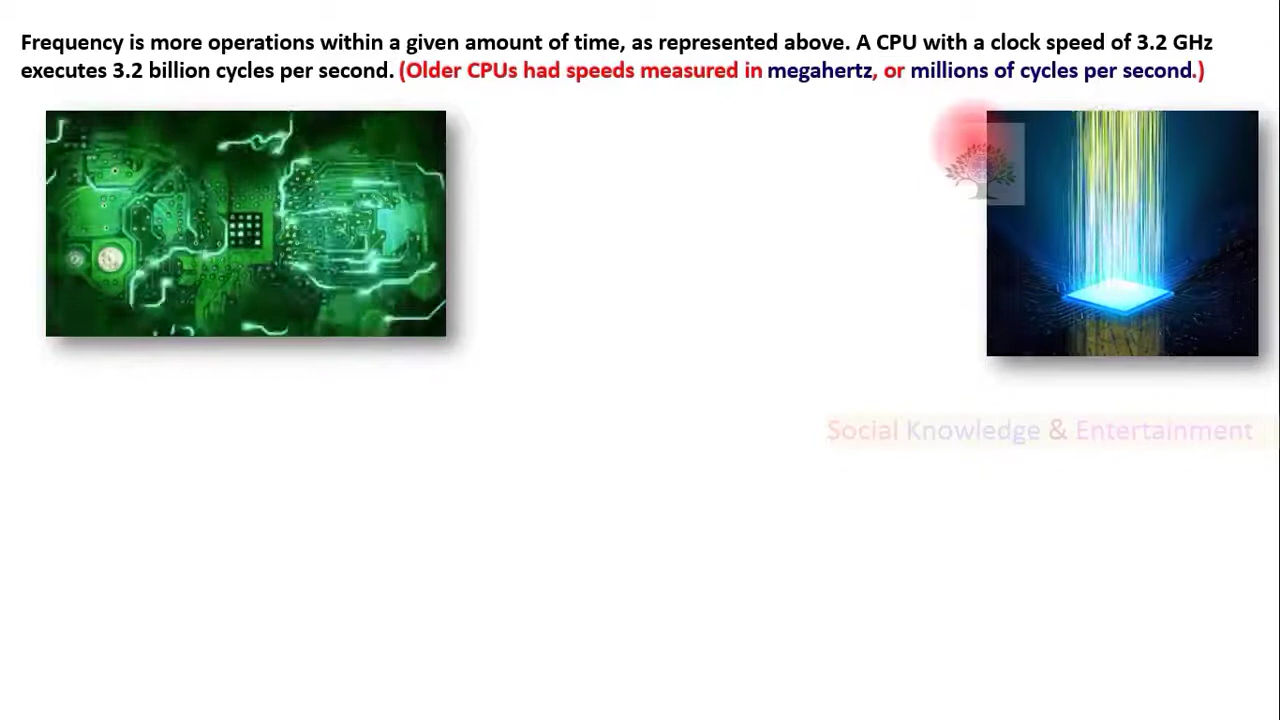 Frequency is more operations within a given amount of time, as represented above. A CPU with a clock speed of 3.2 GHz
executes 3.2 billion cycles per second. (Older CPUs had speeds measured in megahertz, or millions of cycles per second.)
Social Knowledge & Entertainment